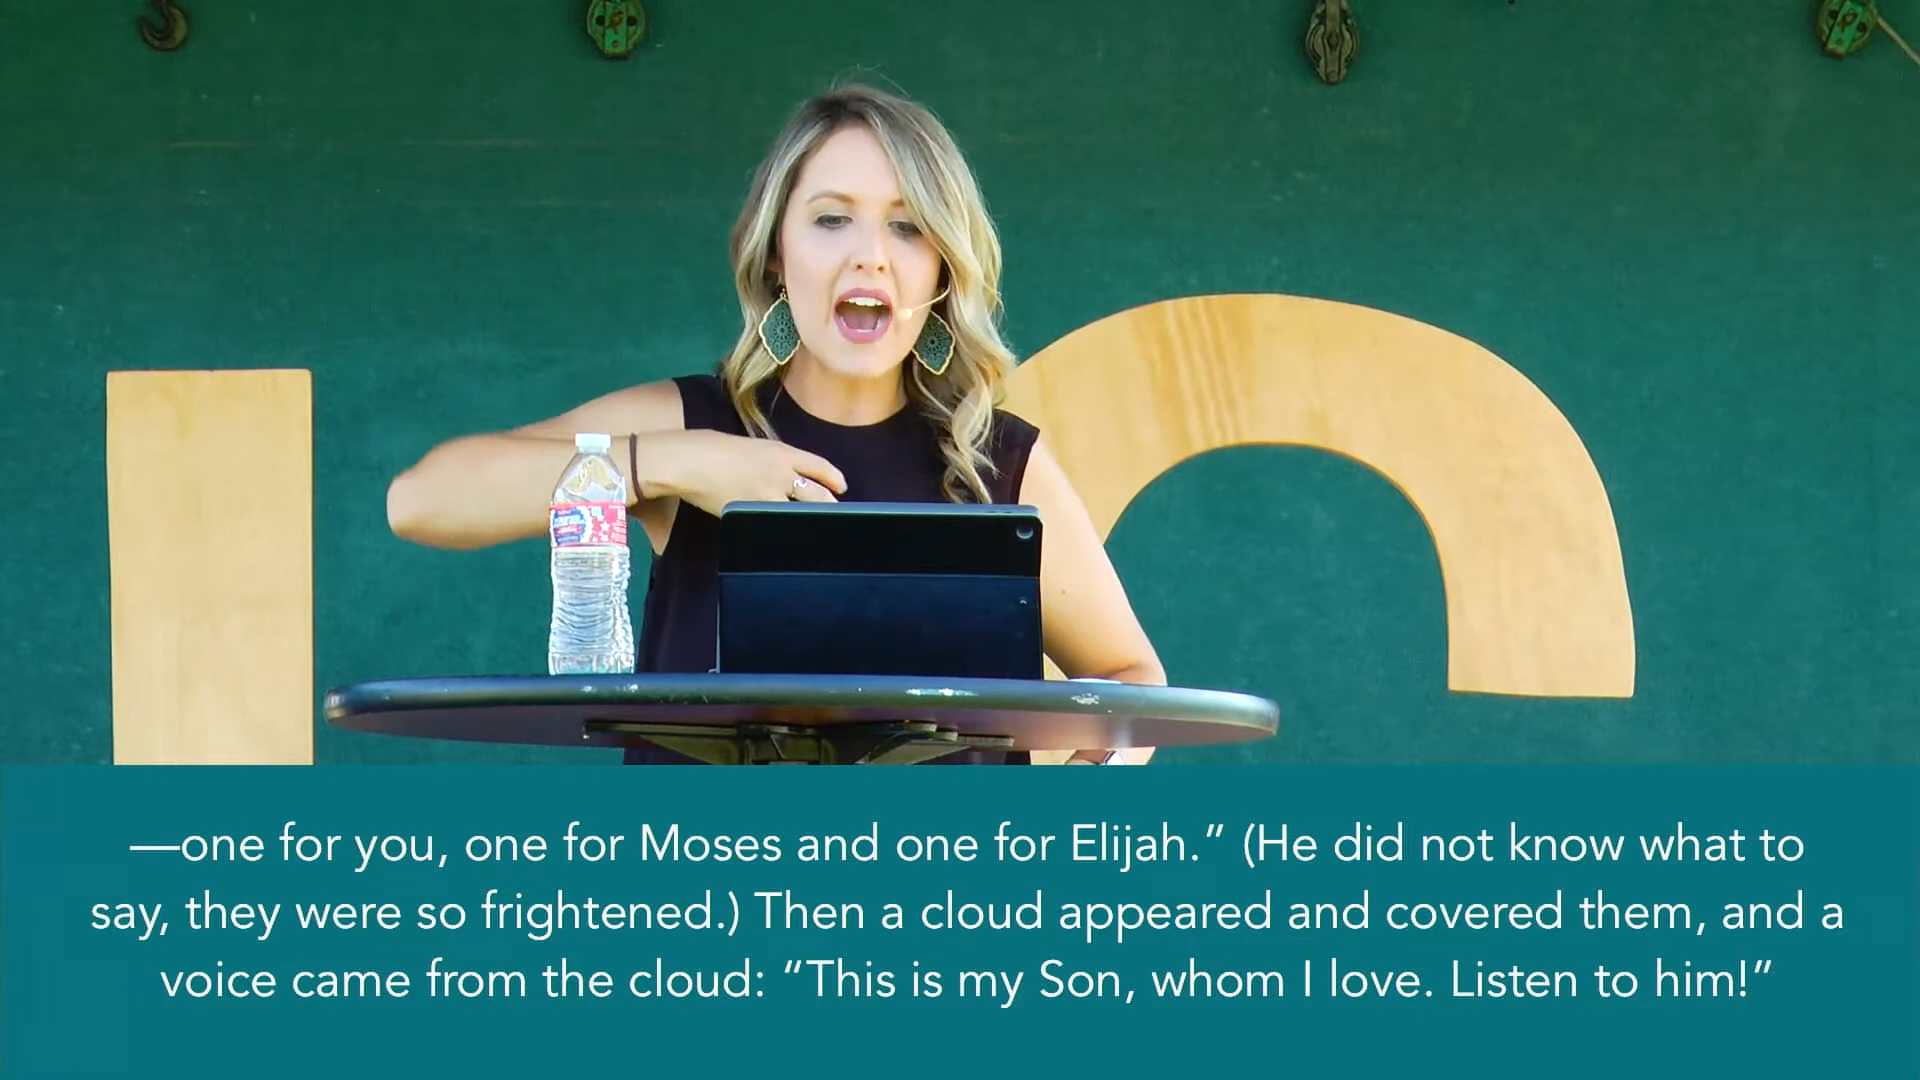 —one for you, one for Moses and one for Elijah.” (He did not know what to
say, they were so frightened.) Then a cloud appeared and covered them, and a
voice came from the cloud: “This is my Son, whom I love. Listen to him!”